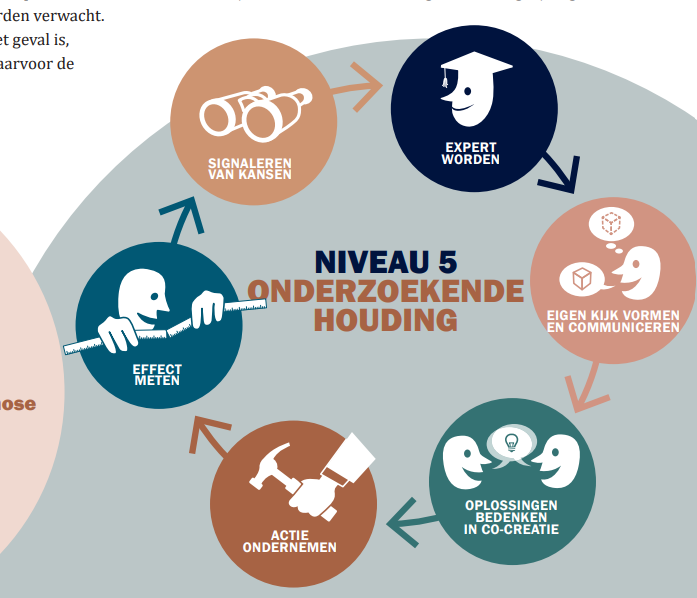 rden verwacht.
et geval is,
aarvoor de
SIGNALEREN
VAN KANSEN
EXPERT
WORDEN
NIVEAU 5
ONDERZOEKENDE
HOUDING
EIGEN KIJK VORMEN
EN COMMUNICEREN
EFFECT
METEN
ose
OPLOSSINGEN
BEDENKEN
IN CO-CREATIE
ACTIE
ONDERNEMEN